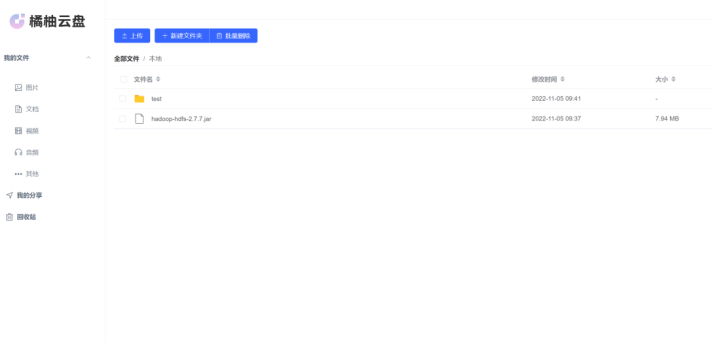 橘柚云盘
上传 新建文件夹 批量删除
我的文件
全部文件 / 本地
文件名 修改时间 大小
图片
test 2022-11-05 09:41 -
文档
hadoop-hdfs-2.7.7.jar 2022-11-05 09:37 7.94 MB
视频
音频
其他
我的分享
回收站